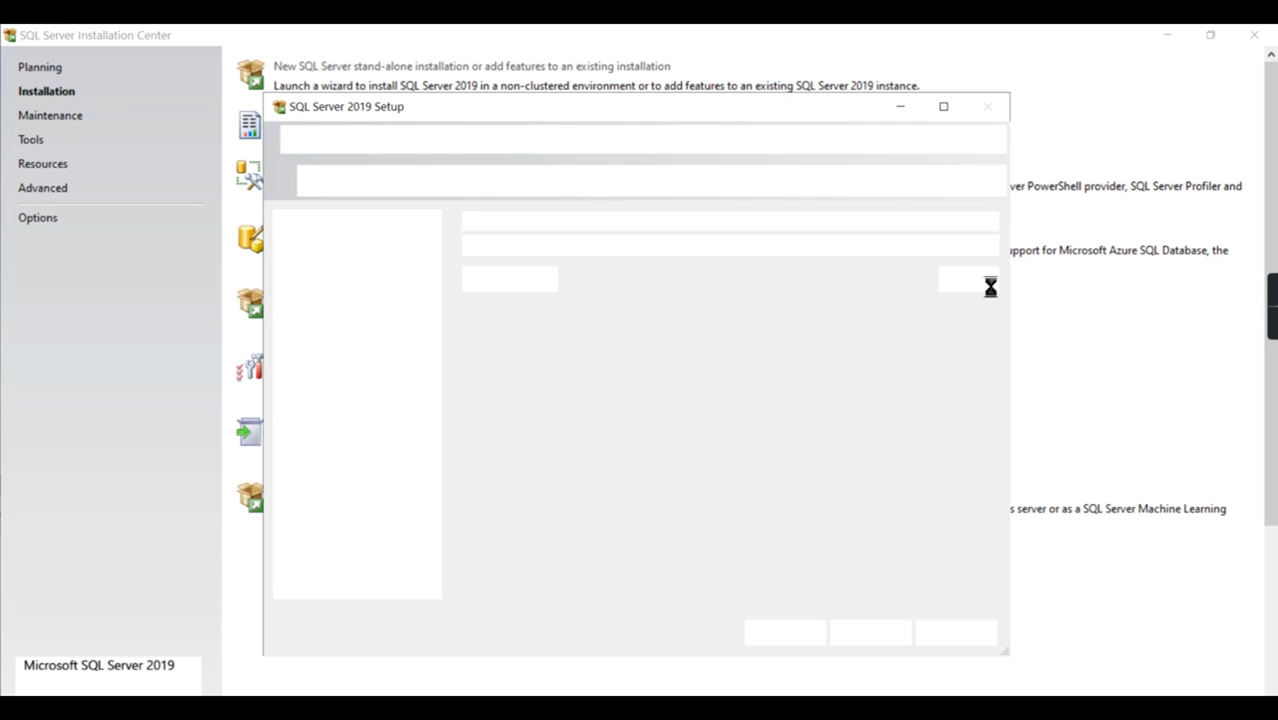 SQL Server Installation Center
Planning
Installation
Maintenance
Tools
Resources
Advanced
Options
Microsoft SQL Server 2019
New SQL Server stand-alone installation or add features to an existing installation
Launch a wizard to install SQL Server 2019 in a non-clustered environment or to add features to an existing SQL Server 2019 instance.
SQL Server 2019 Setup
PowerShell provider, SQL Server Profiler and
for Microsoft Azure SQL Database, the
server or as a SQL Server Machine Learning